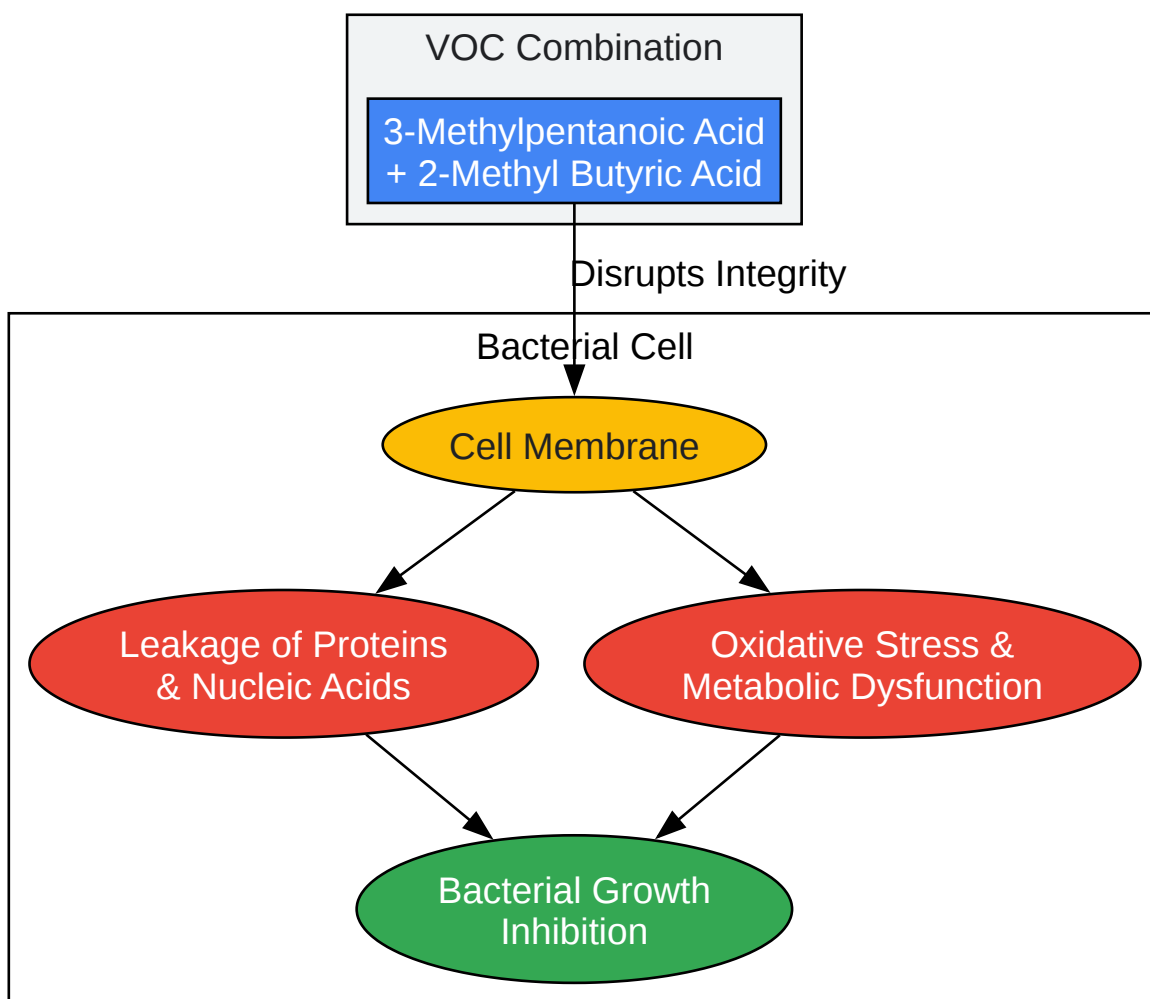 VOC Combination
3-Methylpentanoic Acid
+ 2-Methyl Butyric Acid
Disrupts Integrity
Bacterial Cell
Cell Membrane
Leakage of Proteins
& Nucleic Acids
Oxidative Stress &
Metabolic Dysfunction
Bacterial Growth
Inhibition